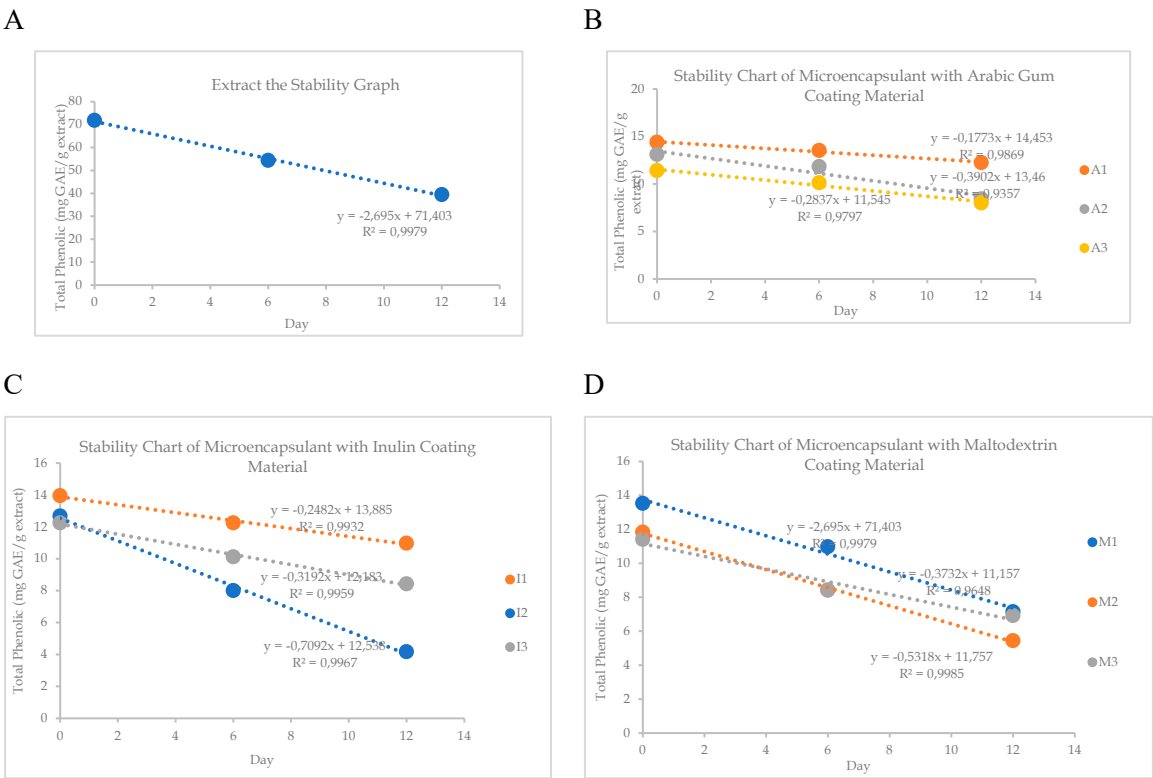 A
Extract the Stability Graph
Total Phenolic (mg GAE/g extract)
80
70
60
50
40
30
20
10
0
y = -2,695x + 71,403
R² = 0,9979
0 2 4 6 8 10 12 14
Day
B
Stability Chart of Microencapsulant with Arabic Gum
Coating Material
Total Phenolic (mg GAE/g
extract)
20
15
10
5
0
y = -0,1773x + 14,453
R² = 0,9869
y = -0,3902x + 13,46
R² = 0,9357
y = -0,2837x + 11,545
R² = 0,9797
A1
A2
A3
0 2 4 6 8 10 12 14
Day
C
Stability Chart of Microencapsulant with Inulin Coating
Material
Total Phenolic (mg GAE/g extract)
16
14
12
10
8
6
4
2
0
y = -0,2482x + 13,885
R² = 0,9932
y = -0,3192x + 12,183
R² = 0,9959
y = -0,7092x + 12,538
R² = 0,9967
I1
I2
I3
0 2 4 6 8 10 12 14
Day
D
Stability Chart of Microencapsulant with Maltodextrin
Coating Material
Total Phenolic (mg GAE/g extract)
16
14
12
10
8
6
4
2
0
y = -2,695x + 71,403
R² = 0,9979
y = -0,3732x + 11,157
R² = 0,9648
y = -0,5318x + 11,757
R² = 0,9985
M1
M2
M3
0 2 4 6 8 10 12 14
Day